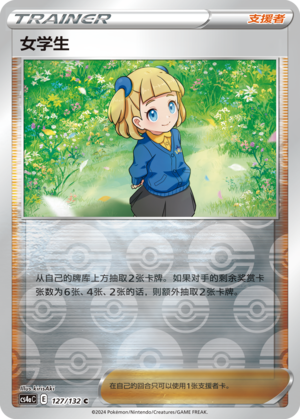 TRAINER
支援者
女学生
从自己的牌库上方抽取2张卡牌。如果对手的剩余奖赏卡
张数为6张、4张、2张的话，则额外抽取2张卡牌。
Illus. kirisAki
CS4aC C 127/132 C
在自己的回合只可以使用1张支援者卡。
©2024 Pokémon/Nintendo/Creatures/GAME FREAK.